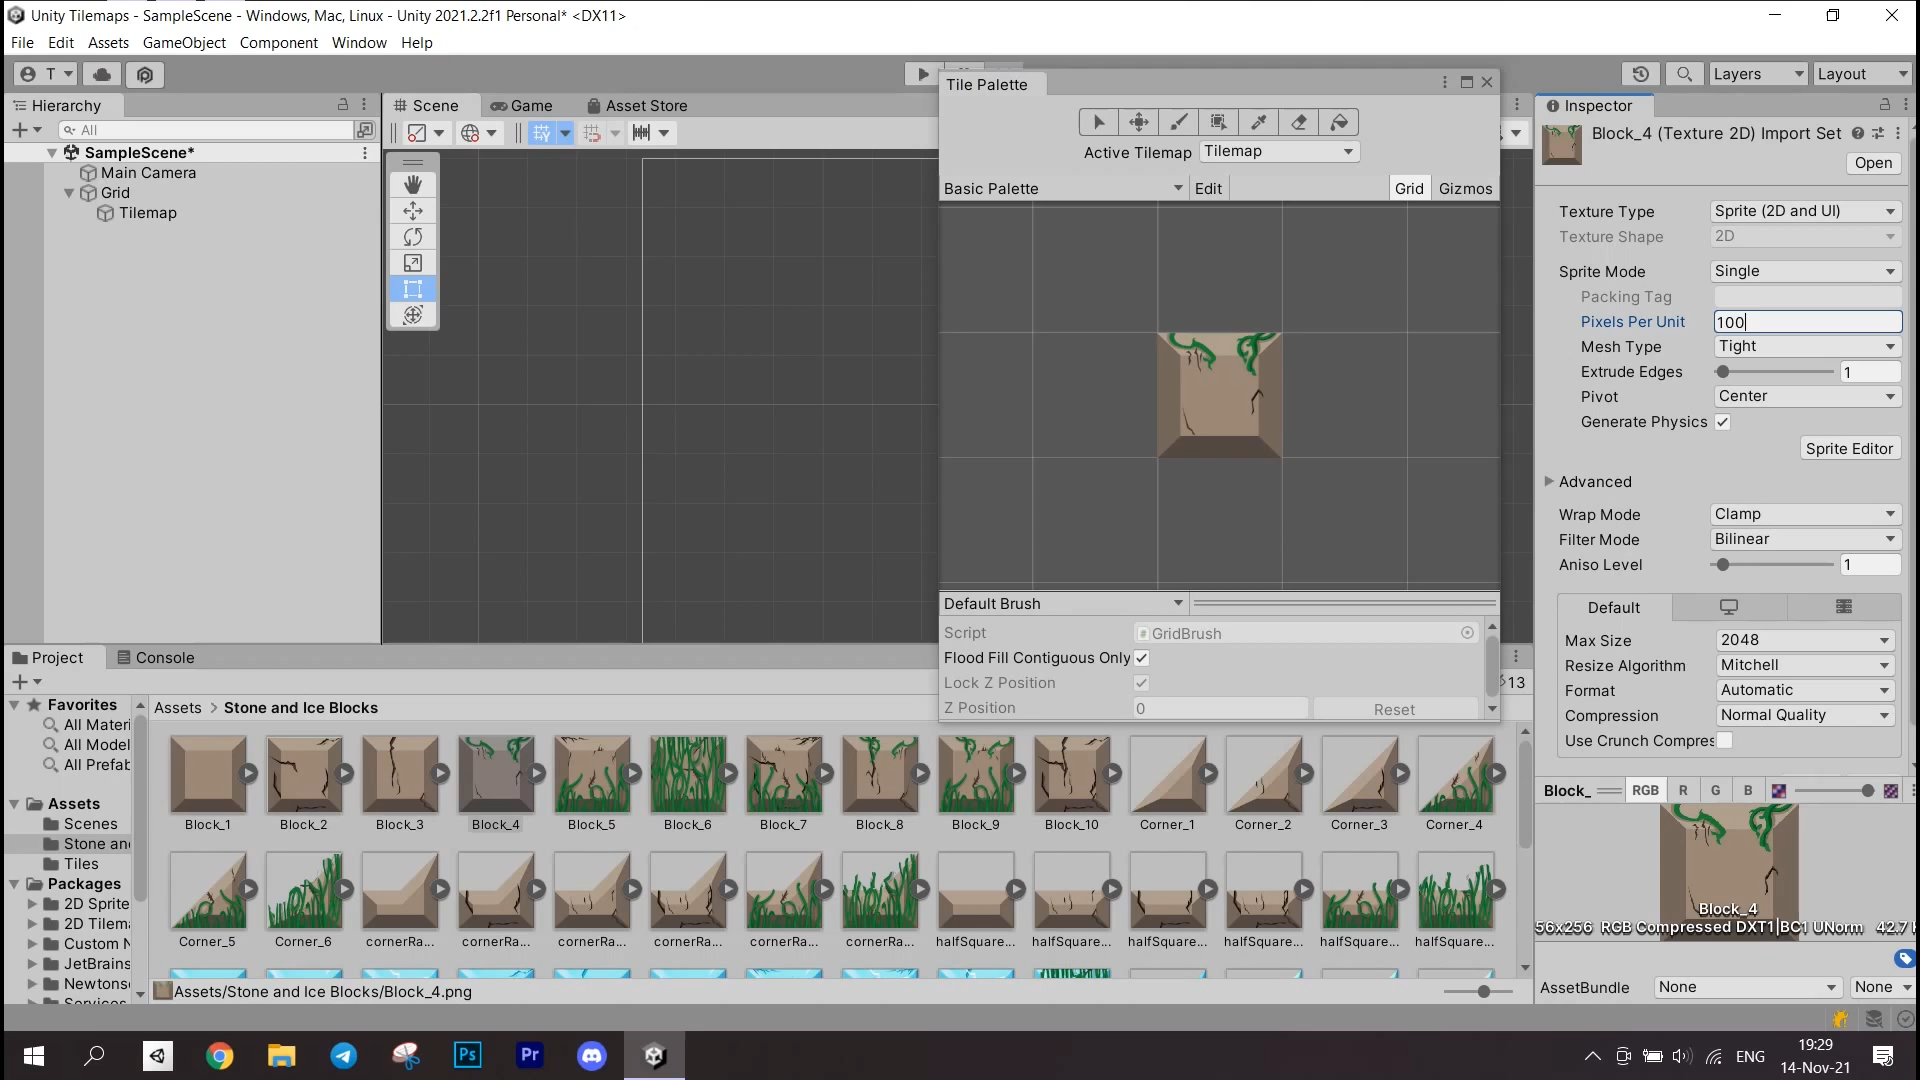 Unity Tilemaps - SampleScene - Windows, Mac, Linux - Unity 2021.2.2f1 Personal* <DX11>
File Edit Assets GameObject Component Window Help
T
Layers Layout
Hierarchy
All
SampleScene*
Main Camera
Grid
Tilemap
Scene Game Asset Store
Tile Palette
Active Tilemap Tilemap
Basic Palette Edit Grid Gizmos
Default Brush
Script #GridBrush
Flood Fill Contiguous Only
Lock Z Position
Z Position 0 Reset
Inspector
Block_4 (Texture 2D) Import Set
Open
Texture Type Sprite (2D and UI)
Texture Shape 2D
Sprite Mode Single
Packing Tag
Pixels Per Unit 100
Mesh Type Tight
Extrude Edges 1
Pivot Center
Generate Physics
Sprite Editor
Advanced
Wrap Mode Clamp
Filter Mode Bilinear
Aniso Level 1
Default
Max Size 2048
Resize Algorithm Mitchell
Format Automatic
Compression Normal Quality
Use Crunch Compres
Block_ RGB R G B
Block_4
56x256 RGB Compressed DXT1|BC1 UNorm 42.7
AssetBundle None None
Project Console
13
Favorites
All Materi
All Model
All Prefab
Assets
Scenes
Stone an
Tiles
Packages
2D Sprite
2D Tilem
Custom N
JetBrains
Newtons
Services
Assets > Stone and Ice Blocks
Block_1 Block_2 Block_3 Block_4 Block_5 Block_6 Block_7 Block_8 Block_9 Block_10 Corner_1 Corner_2 Corner_3 Corner_4
Corner_5 Corner_6 cornerRa... cornerRa... cornerRa... cornerRa... cornerRa... cornerRa... halfSquare... halfSquare... halfSquare... halfSquare... halfSquare... halfSquare...
Assets/Stone and Ice Blocks/Block_4.png
Ps Pr
ENG
19:29
14-Nov-21